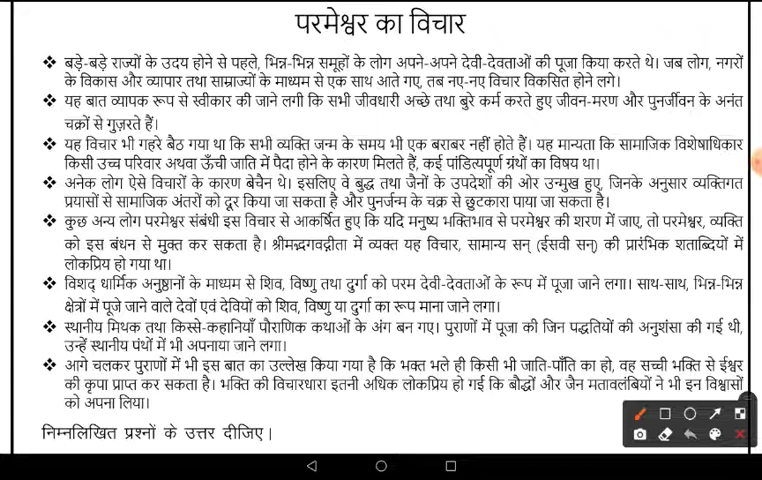 परमेश्वर का विचार
❖ बड़े-बड़े राज्यों के उदय होने से पहले, भिन्न-भिन्न समूहों के लोग अपने-अपने देवी-देवताओं की पूजा किया करते थे। जब लोग, नगरों
के विकास और व्यापार तथा साम्राज्यों के माध्यम से एक साथ आते गए, तब नए-नए विचार विकसित होने लगे।
❖ यह बात व्यापक रूप से स्वीकार की जाने लगी कि सभी जीवधारी अच्छे तथा बुरे कर्म करते हुए जीवन-मरण और पुनर्जीवन के अनंत
चक्रों से गुज़रते हैं।
❖ यह विचार भी गहरे बैठ गया था कि सभी व्यक्ति जन्म के समय भी एक बराबर नहीं होते हैं। यह मान्यता कि सामाजिक विशेषाधिकार
किसी उच्च परिवार अथवा ऊँची जाति में पैदा होने के कारण मिलते हैं, कई पांडित्यपूर्ण ग्रंथों का विषय था।
❖ अनेक लोग ऐसे विचारों के कारण बेचैन थे। इसलिए वे बुद्ध तथा जैनों के उपदेशों की ओर उन्मुख हुए, जिनके अनुसार व्यक्तिगत
प्रयासों से सामाजिक अंतरों को दूर किया जा सकता है और पुनर्जन्म के चक्र से छुटकारा पाया जा सकता है।
❖ कुछ अन्य लोग परमेश्वर संबंधी इस विचार से आकर्षित हुए कि यदि मनुष्य भक्तिभाव से परमेश्वर की शरण में जाए, तो परमेश्वर, व्यक्ति
को इस बंधन से मुक्त कर सकता है। श्रीमद्भगवद्गीता में व्यक्त यह विचार, सामान्य सन् (ईसवी सन्) की प्रारंभिक शताब्दियों में
लोकप्रिय हो गया था।
❖ विशद् धार्मिक अनुष्ठानों के माध्यम से शिव, विष्णु तथा दुर्गा को परम देवी-देवताओं के रूप में पूजा जाने लगा। साथ-साथ, भिन्न-भिन्न
क्षेत्रों में पूजे जाने वाले देवों एवं देवियों को शिव, विष्णु या दुर्गा का रूप माना जाने लगा।
❖ स्थानीय मिथक तथा किस्से-कहानियाँ पौराणिक कथाओं के अंग बन गए। पुराणों में पूजा की जिन पद्धतियों की अनुशंसा की गई थी,
उन्हें स्थानीय पंथों में भी अपनाया जाने लगा।
❖ आगे चलकर पुराणों में भी इस बात का उल्लेख किया गया है कि भक्त भले ही किसी भी जाति-पाँति का हो, वह सच्ची भक्ति से ईश्वर
की कृपा प्राप्त कर सकता है। भक्ति की विचारधारा इतनी अधिक लोकप्रिय हो गई कि बौद्धों और जैन मतावलंबियों ने भी इन विश्वासों
को अपना लिया।
निम्नलिखित प्रश्नों के उत्तर दीजिए।